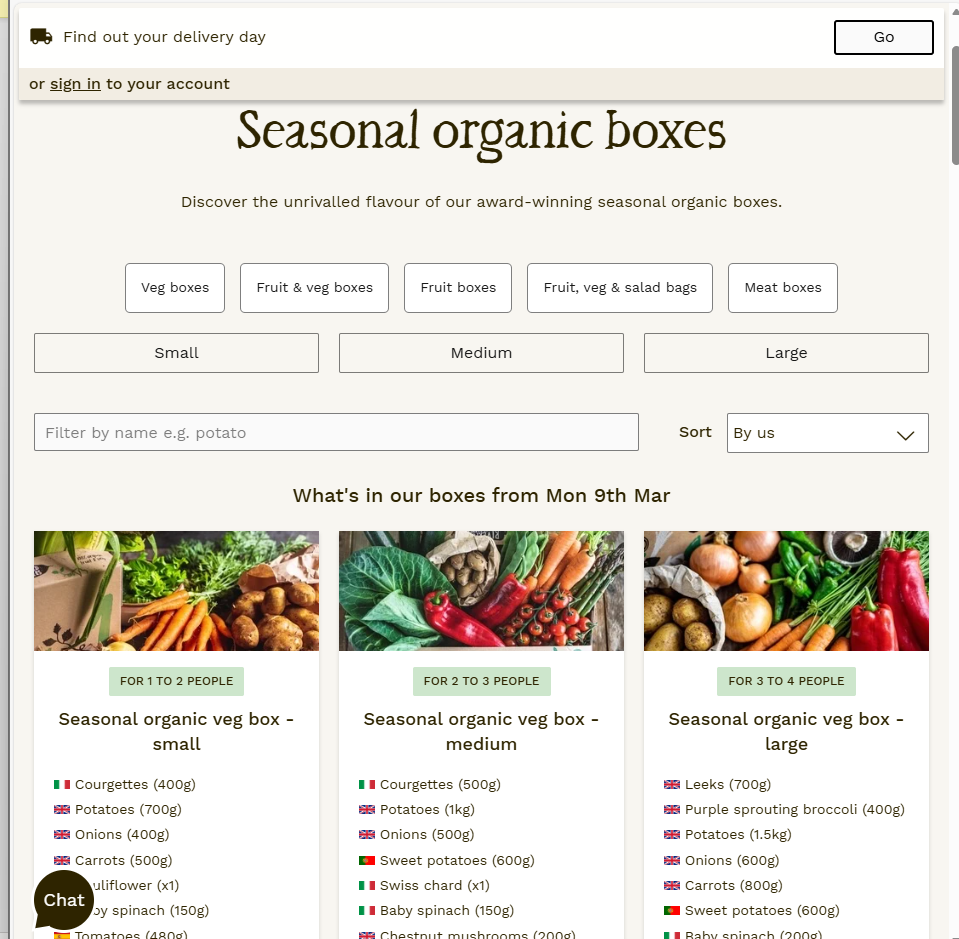 Find out your delivery day
Go
or sign in to your account
Seasonal organic boxes
Discover the unrivalled flavour of our award-winning seasonal organic boxes.
Veg boxes
Fruit & veg boxes
Fruit boxes
Fruit, veg & salad bags
Meat boxes
Small
Medium
Large
Filter by name e.g. potato
Sort
By us
What's in our boxes from Mon 9th Mar
FOR 1 TO 2 PEOPLE
Seasonal organic veg box -
small
Courgettes (400g)
Potatoes (700g)
Onions (400g)
Carrots (500g)
uliflower (x1)
by spinach (150g)
Tomatoes (480g)
Chat
FOR 2 TO 3 PEOPLE
Seasonal organic veg box -
medium
Courgettes (500g)
Potatoes (1kg)
Onions (500g)
Sweet potatoes (600g)
Swiss chard (x1)
Baby spinach (150g)
Chestnut mushrooms (200g)
FOR 3 TO 4 PEOPLE
Seasonal organic veg box -
large
Leeks (700g)
Purple sprouting broccoli (400g)
Potatoes (1.5kg)
Onions (600g)
Carrots (800g)
Sweet potatoes (600g)
Baby spinach (200g)